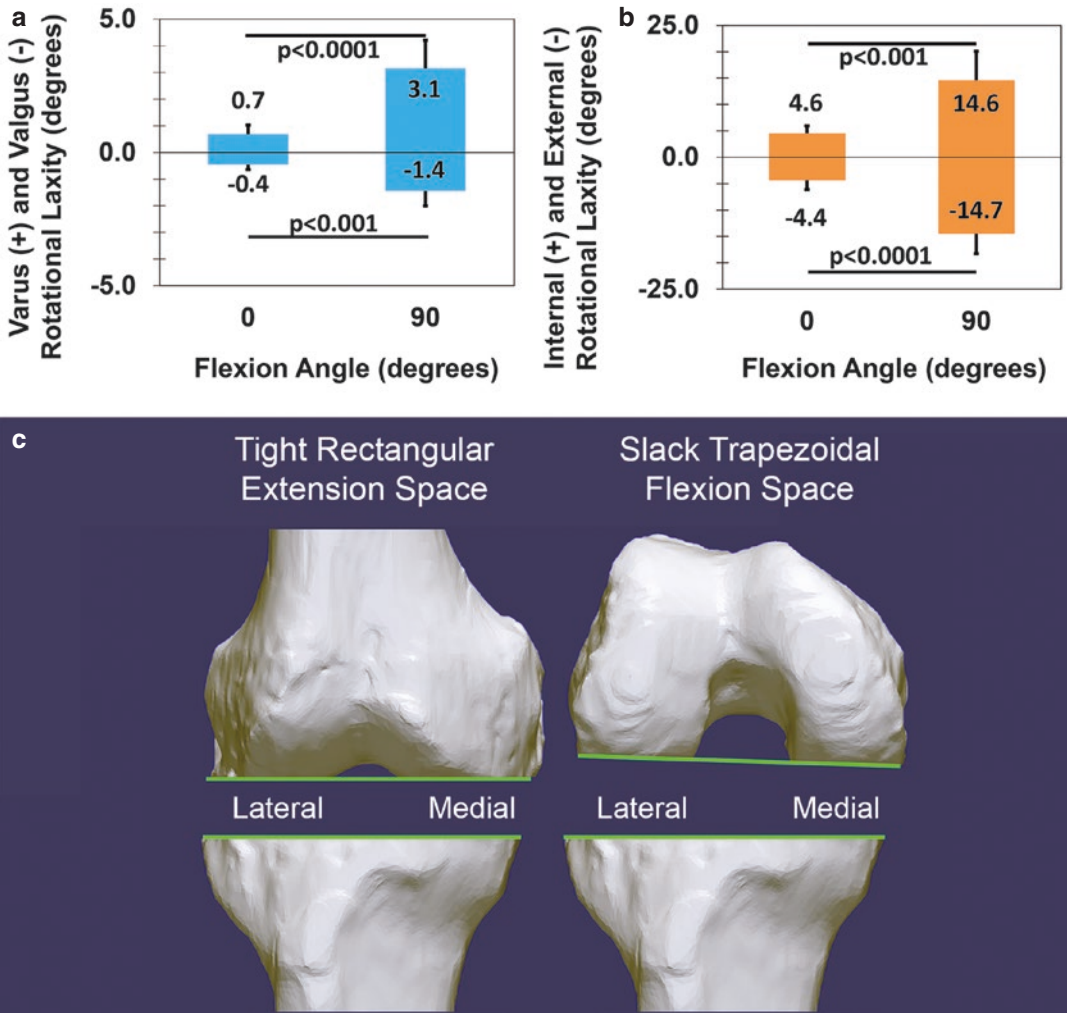 a
Varus (+) and Valgus (-)
Rotational Laxity (degrees)
5.0
0.0
-5.0
p<0.0001
0.7
3.1
-0.4
-1.4
p<0.001
0
90
Flexion Angle (degrees)
b
Internal (+) and External (-)
Rotational Laxity (degrees)
25.0
0.0
-25.0
p<0.001
4.6
14.6
-4.4
-14.7
p<0.0001
0
90
Flexion Angle (degrees)
c
Tight Rectangular
Extension Space
Slack Trapezoidal
Flexion Space
Lateral
Medial
Lateral
Medial